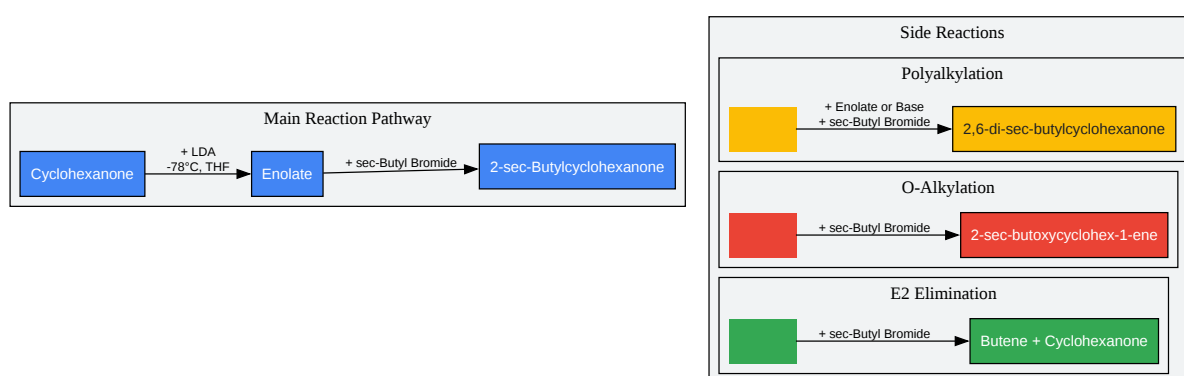 Main Reaction Pathway
Cyclohexanone
+ LDA
-78°C, THF
Enolate
+ sec-Butyl Bromide
2-sec-Butylcyclohexanone
Side Reactions
Polyalkylation
+ Enolate or Base
+ sec-Butyl Bromide
2,6-di-sec-butylcyclohexanone
O-Alkylation
+ sec-Butyl Bromide
2-sec-butoxycyclohex-1-ene
E2 Elimination
+ sec-Butyl Bromide
Butene + Cyclohexanone